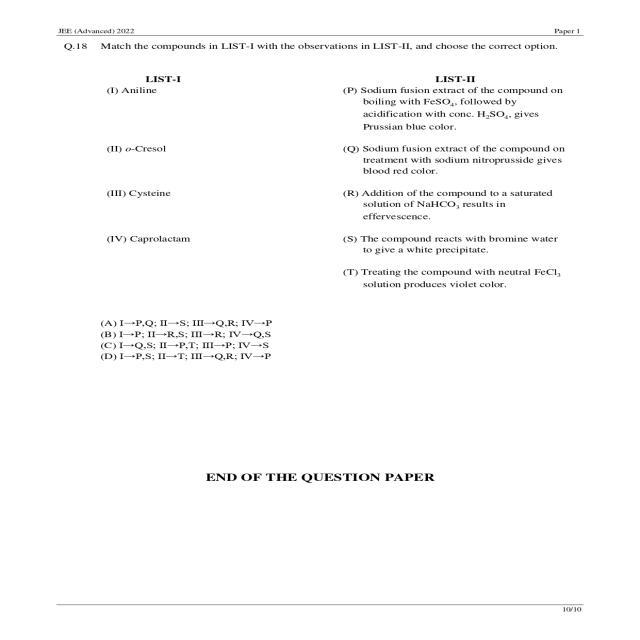 JEE (Advanced) 2022 Paper 1
Q.18 Match the compounds in LIST-I with the observations in LIST-II, and choose the correct option.
LIST-I LIST-II
(I) Aniline (P) Sodium fusion extract of the compound on
boiling with FeSO₄, followed by
acidification with conc. H₂SO₄, gives
Prussian blue color.
(II) o-Cresol (Q) Sodium fusion extract of the compound on
treatment with sodium nitroprusside gives
blood red color.
(III) Cysteine (R) Addition of the compound to a saturated
solution of NaHCO₃ results in
effervescence.
(IV) Caprolactam (S) The compound reacts with bromine water
to give a white precipitate.
(T) Treating the compound with neutral FeCl₃
solution produces violet color.
(A) I→P,Q; II→S; III→Q,R; IV→P
(B) I→P; II→R,S; III→R; IV→Q,S
(C) I→Q,S; II→P,T; III→P; IV→S
(D) I→P,S; II→T; III→Q,R; IV→P
END OF THE QUESTION PAPER
10/10